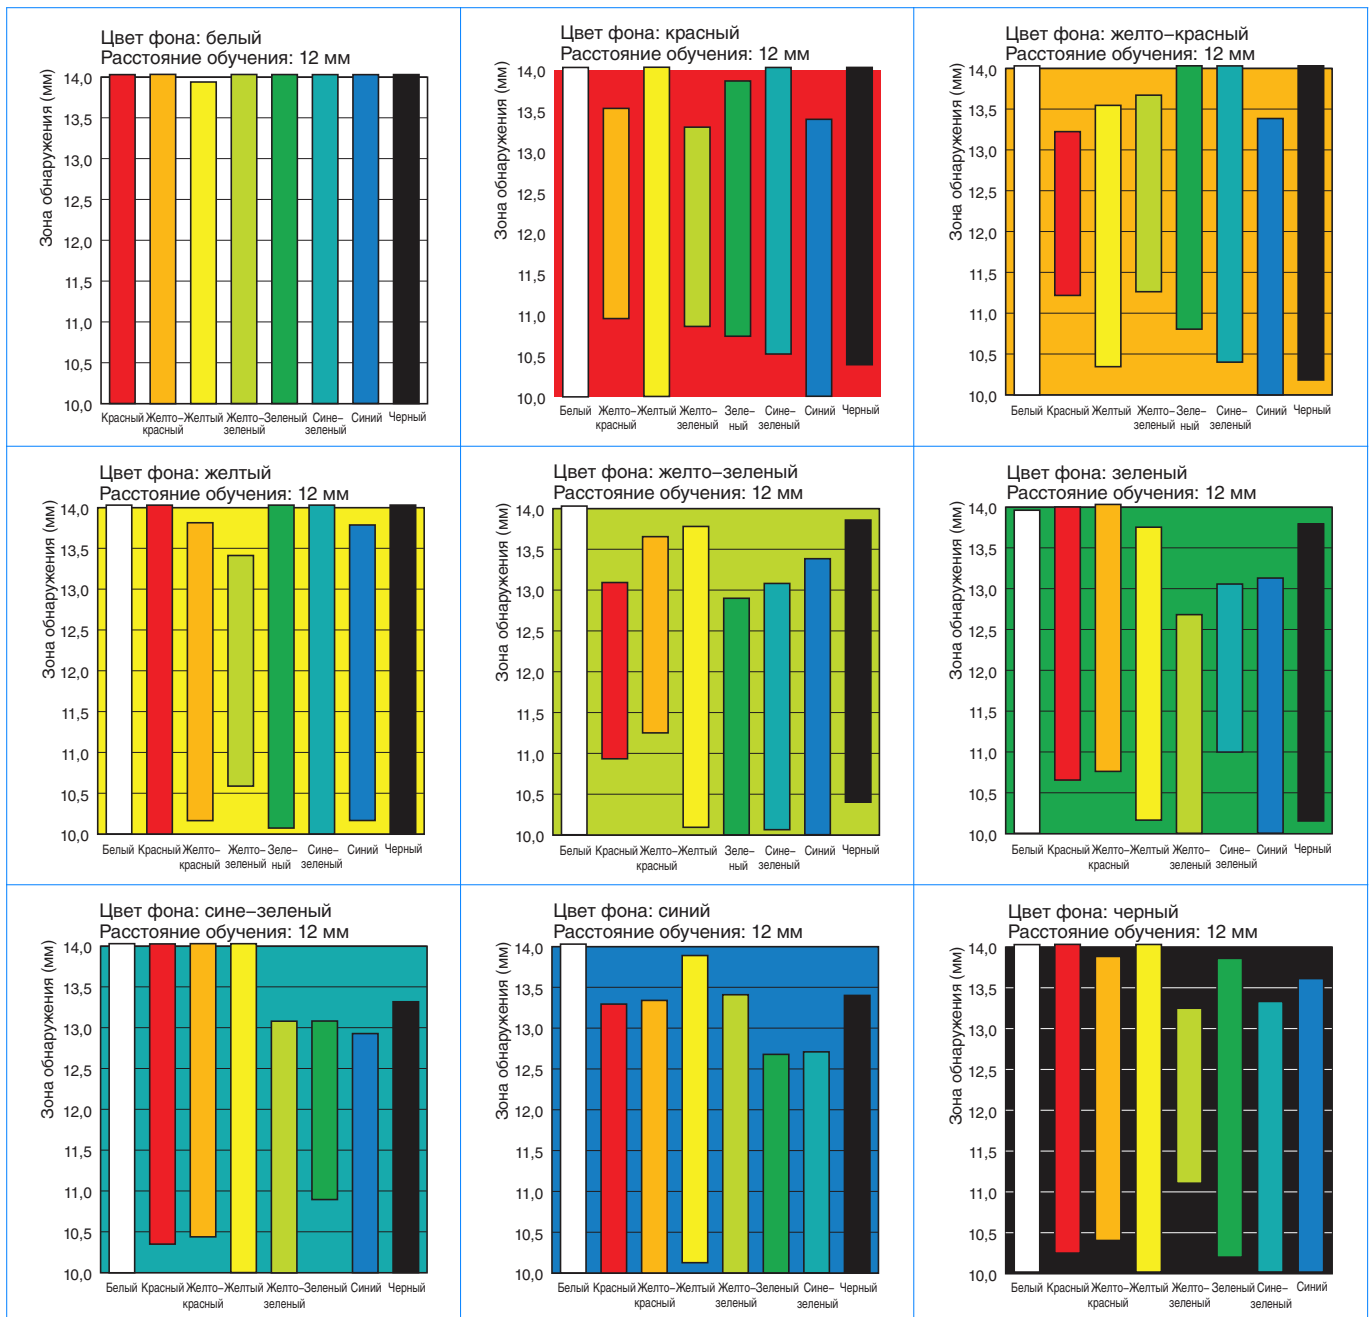 Цвет фона: белый
Расстояние обучения: 12 мм
Зона обнаружения (мм)
14,0
13,5
13,0
12,5
12,0
11,5
11,0
10,5
10,0
Красный Желто– Желтый Желто– Зеленый Сине– Синий Черный
красный зеленый зеленый
Цвет фона: красный
Расстояние обучения: 12 мм
Зона обнаружения (мм)
14,0
13,5
13,0
12,5
12,0
11,5
11,0
10,5
10,0
Белый Желто– Желтый Желто– Зеле– Сине– Синий Черный
красный зеленый ный зеленый
Цвет фона: желто–красный
Расстояние обучения: 12 мм
Зона обнаружения (мм)
14,0
13,5
13,0
12,5
12,0
11,5
11,0
10,5
10,0
Белый Красный Желтый Желто– Зеле– Сине– Синий Черный
зеленый ный зеленый
Цвет фона: желтый
Расстояние обучения: 12 мм
Зона обнаружения (мм)
14,0
13,5
13,0
12,5
12,0
11,5
11,0
10,5
10,0
Белый Красный Желто– Желто– Зеле– Сине– Синий Черный
красный зеленый ный зеленый
Цвет фона: желто–зеленый
Расстояние обучения: 12 мм
Зона обнаружения (мм)
14,0
13,5
13,0
12,5
12,0
11,5
11,0
10,5
10,0
Белый Красный Желто– Желтый Зеле– Сине– Синий Черный
красный ный зеленый
Цвет фона: зеленый
Расстояние обучения: 12 мм
Зона обнаружения (мм)
14,0
13,5
13,0
12,5
12,0
11,5
11,0
10,5
10,0
Белый Красный Желто– Желтый Желто– Сине– Синий Черный
красный зеленый зеленый
Цвет фона: сине–зеленый
Расстояние обучения: 12 мм
Зона обнаружения (мм)
14,0
13,5
13,0
12,5
12,0
11,5
11,0
10,5
10,0
Белый Красный Желто– Желтый Желто– Зеленый Синий Черный
красный зеленый
Цвет фона: синий
Расстояние обучения: 12 мм
Зона обнаружения (мм)
14,0
13,5
13,0
12,5
12,0
11,5
11,0
10,5
10,0
Белый Красный Желто– Желтый Желто– Зеленый Сине– Черный
красный зеленый зеленый
Цвет фона: черный
Расстояние обучения: 12 мм
Зона обнаружения (мм)
14,0
13,5
13,0
12,5
12,0
11,5
11,0
10,5
10,0
Белый Красный Желто– Желтый Желто– Зеленый Сине– Синий
красный зеленый зеленый